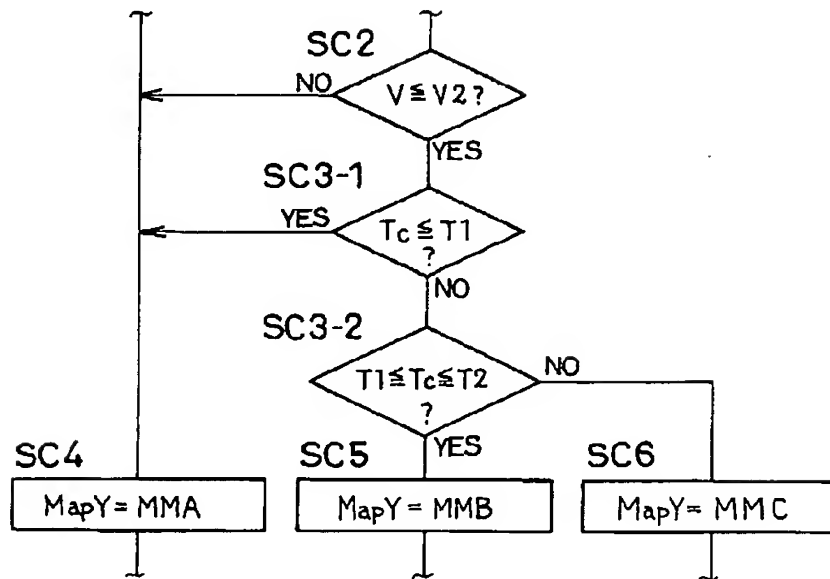 SC2
NO
V≦V2?
YES
SC3-1
YES
Tc≦T1
?
NO
SC3-2
T1≦Tc≦T2
?
NO
YES
SC4
MapY=MMA
SC5
MapY=MMB
SC6
MapY=MMC